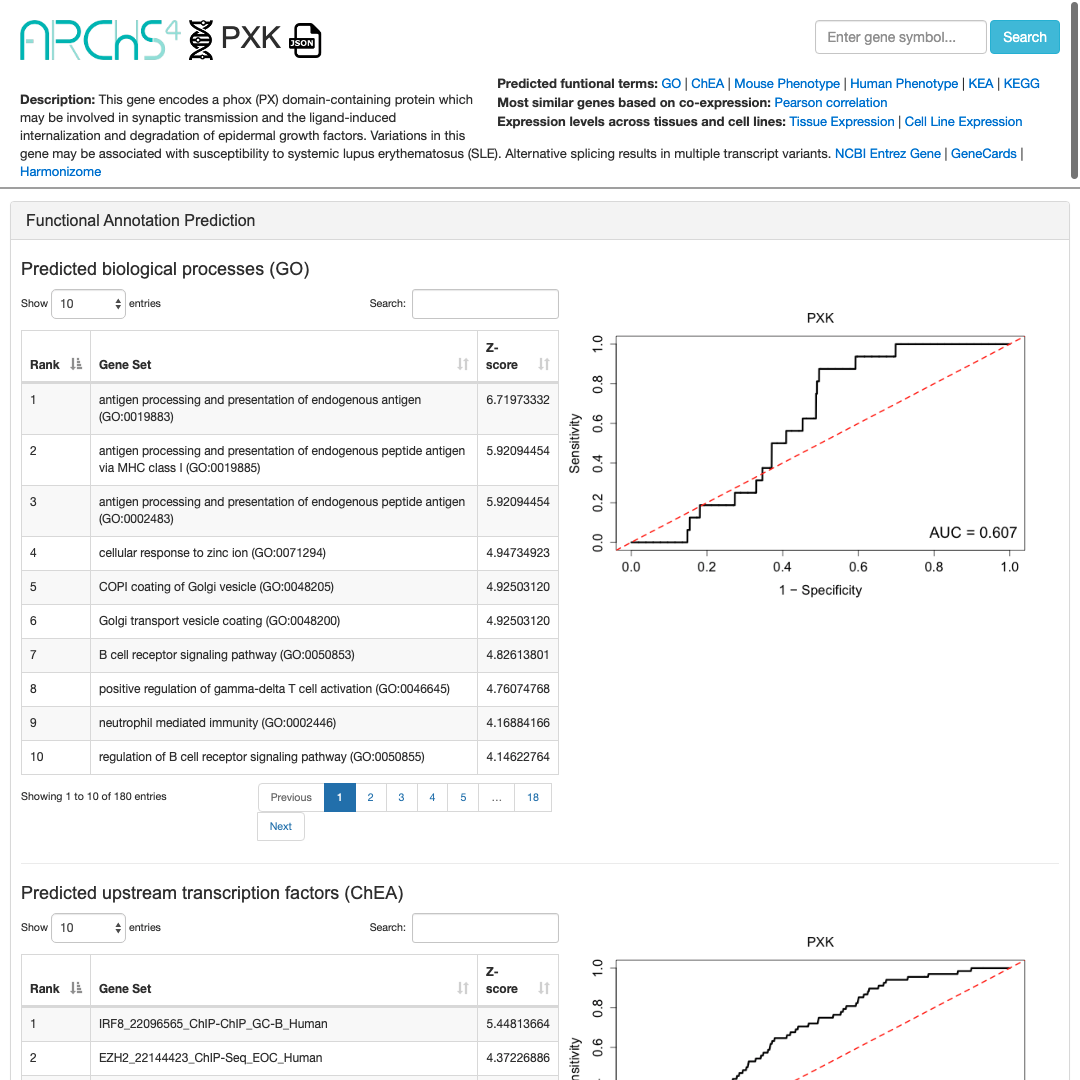 ARCHS4 PXK JSON
Enter gene symbol... Search
Predicted funtional terms: GO | ChEA | Mouse Phenotype | Human Phenotype | KEA | KEGG
Most similar genes based on co-expression: Pearson correlation
Expression levels across tissues and cell lines: Tissue Expression | Cell Line Expression
Description: This gene encodes a phox (PX) domain-containing protein which
may be involved in synaptic transmission and the ligand-induced
internalization and degradation of epidermal growth factors. Variations in this
gene may be associated with susceptibility to systemic lupus erythematosus (SLE). Alternative splicing results in multiple transcript variants. NCBI Entrez Gene | GeneCards |
Harmonizome
Functional Annotation Prediction
Predicted biological processes (GO)
Show 10 entries Search:
Rank Gene Set Z-
score
1 antigen processing and presentation of endogenous antigen 6.71973332
(GO:0019883)
2 antigen processing and presentation of endogenous peptide antigen 5.92094454
via MHC class I (GO:0019885)
3 antigen processing and presentation of endogenous peptide antigen 5.92094454
(GO:0002483)
4 cellular response to zinc ion (GO:0071294) 4.94734923
5 COPI coating of Golgi vesicle (GO:0048205) 4.92503120
6 Golgi transport vesicle coating (GO:0048200) 4.92503120
7 B cell receptor signaling pathway (GO:0050853) 4.82613801
8 positive regulation of gamma-delta T cell activation (GO:0046645) 4.76074768
9 neutrophil mediated immunity (GO:0002446) 4.16884166
10 regulation of B cell receptor signaling pathway (GO:0050855) 4.14622764
Showing 1 to 10 of 180 entries Previous 1 2 3 4 5 … 18
Next
PXK
Sensitivity
1.0
0.8
0.6
0.4
0.2
0.0
AUC = 0.607
0.0 0.2 0.4 0.6 0.8 1.0
1 − Specificity
Predicted upstream transcription factors (ChEA)
Show 10 entries Search:
Rank Gene Set Z-
score
1 IRF8_22096565_ChIP-ChIP_GC-B_Human 5.44813664
2 EZH2_22144423_ChIP-Seq_EOC_Human 4.37226886
PXK
1.0
0.8
0.6